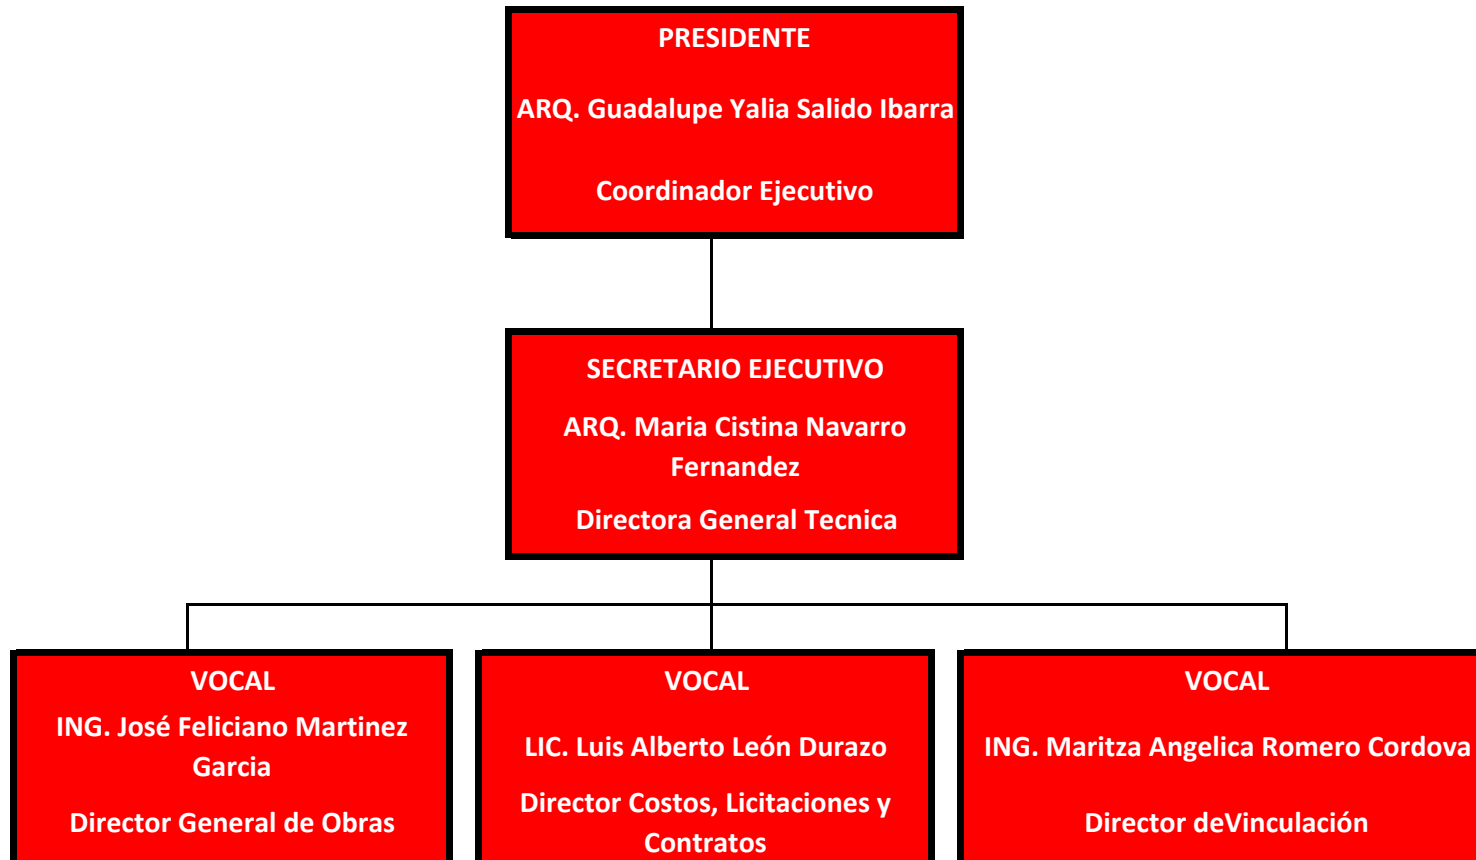 PRESIDENTE
ARQ. Guadalupe Yalia Salido Ibarra
Coordinador Ejecutivo
SECRETARIO EJECUTIVO
ARQ. Maria Cistina Navarro
Fernandez
Directora General Tecnica
VOCAL
ING. José Feliciano Martinez
Garcia
Director General de Obras
VOCAL
LIC. Luis Alberto León Durazo
Director Costos, Licitaciones y
Contratos
VOCAL
ING. Maritza Angelica Romero Cordova
Director deVinculación